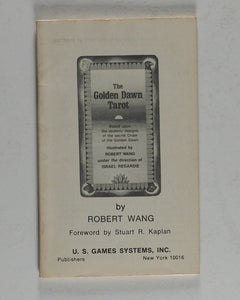 The
Golden Dawn
Tarot
Based upon
the esoteric designs
of the secret Order
of the Golden Dawn
Illustrated by
ROBERT WANG
under the direction of
ISRAEL REGARDIE
by
ROBERT WANG
Foreword by Stuart R. Kaplan
U. S. GAMES SYSTEMS, INC.
Publishers New York 10016